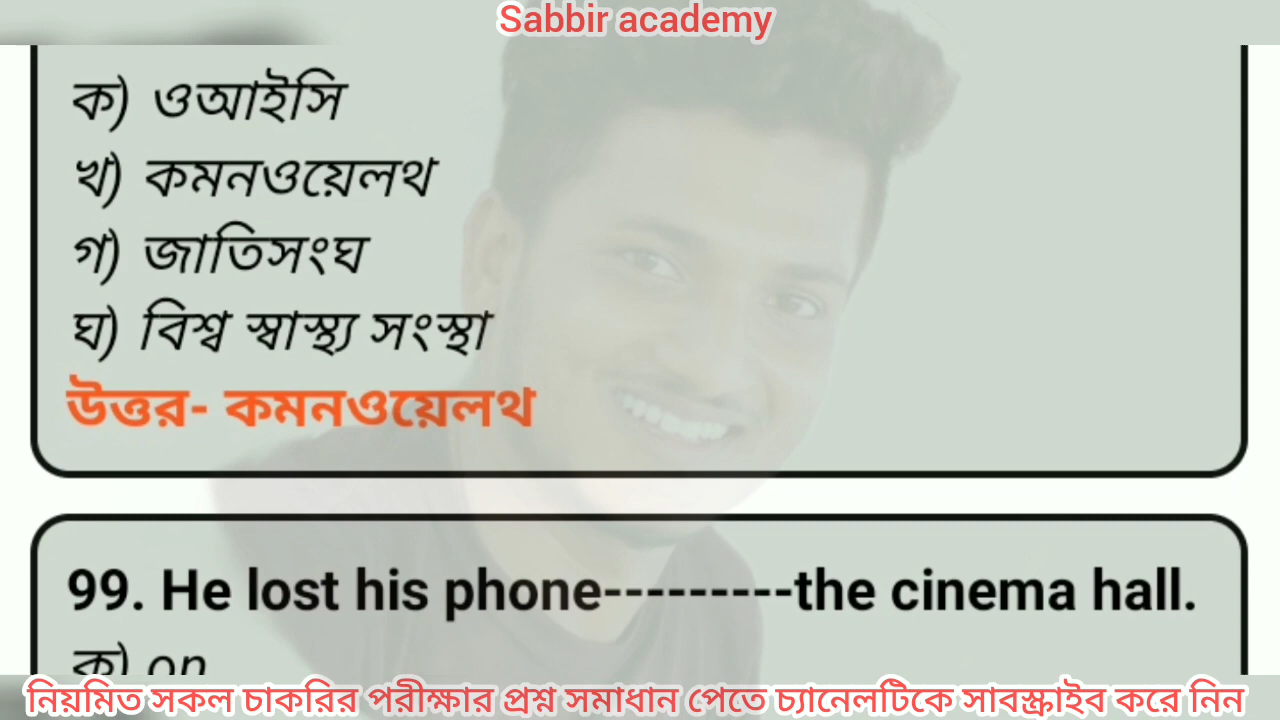 Sabbir academy
ক) ওআইসি
খ) কমনওয়েলথ
গ) জাতিসংঘ
ঘ) বিশ্ব স্বাস্থ্য সংস্থা
উত্তর- কমনওয়েলথ
99. He lost his phone---------the cinema hall.
ক) on
নিয়মিত সকল চাকরির পরীক্ষার প্রশ্ন সমাধান পেতে চ্যানেলটিকে সাবস্ক্রাইব করে নিন